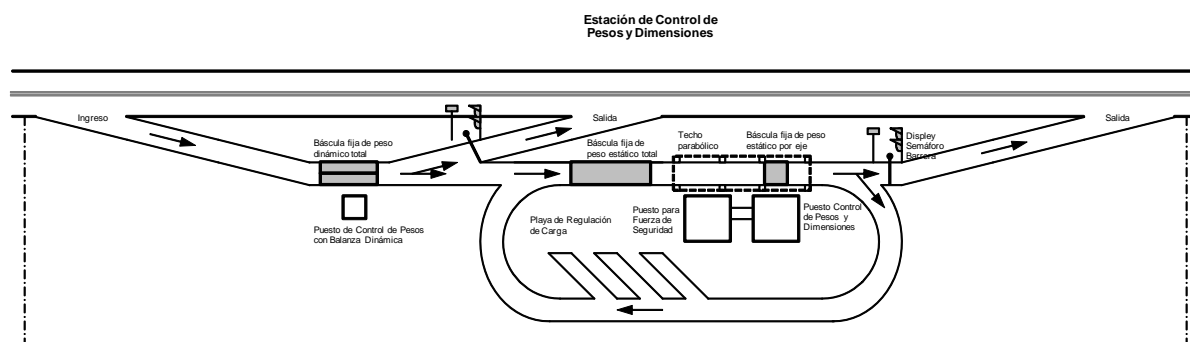 Estación de Control de
Pesos y Dimensiones
Ingreso
Salida
Salida
Báscula fija de peso
dinámico total
Báscula fija de
peso estático total
Techo
parabólico
Báscula fija de peso
estático por eje
Displey
Semáforo
Barrera
Puesto de Control de Pesos
con Balanza Dinámica
Playa de Regulación
de Carga
Puesto para
Fuerza de
Seguridad
Puesto Control
de Pesos y
Dimensiones